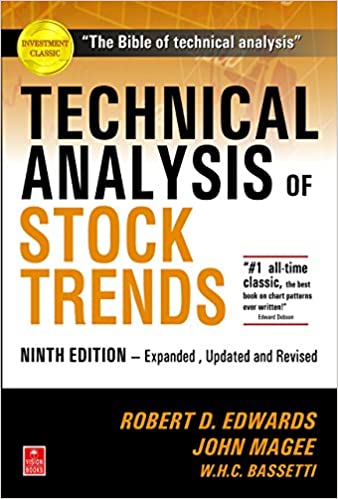 INVESTMENT
CLASSIC
"The Bible of technical analysis"
TECHNICAL
ANALYSIS OF
STOCK
TRENDS
"#1 all-time
classic, the best
book on chart patterns
ever written!"
Edward Dobson
NINTH EDITION – Expanded , Updated and Revised
ROBERT D. EDWARDS
JOHN MAGEE
W.H.C. BASSETTI
VISION
BOOKS